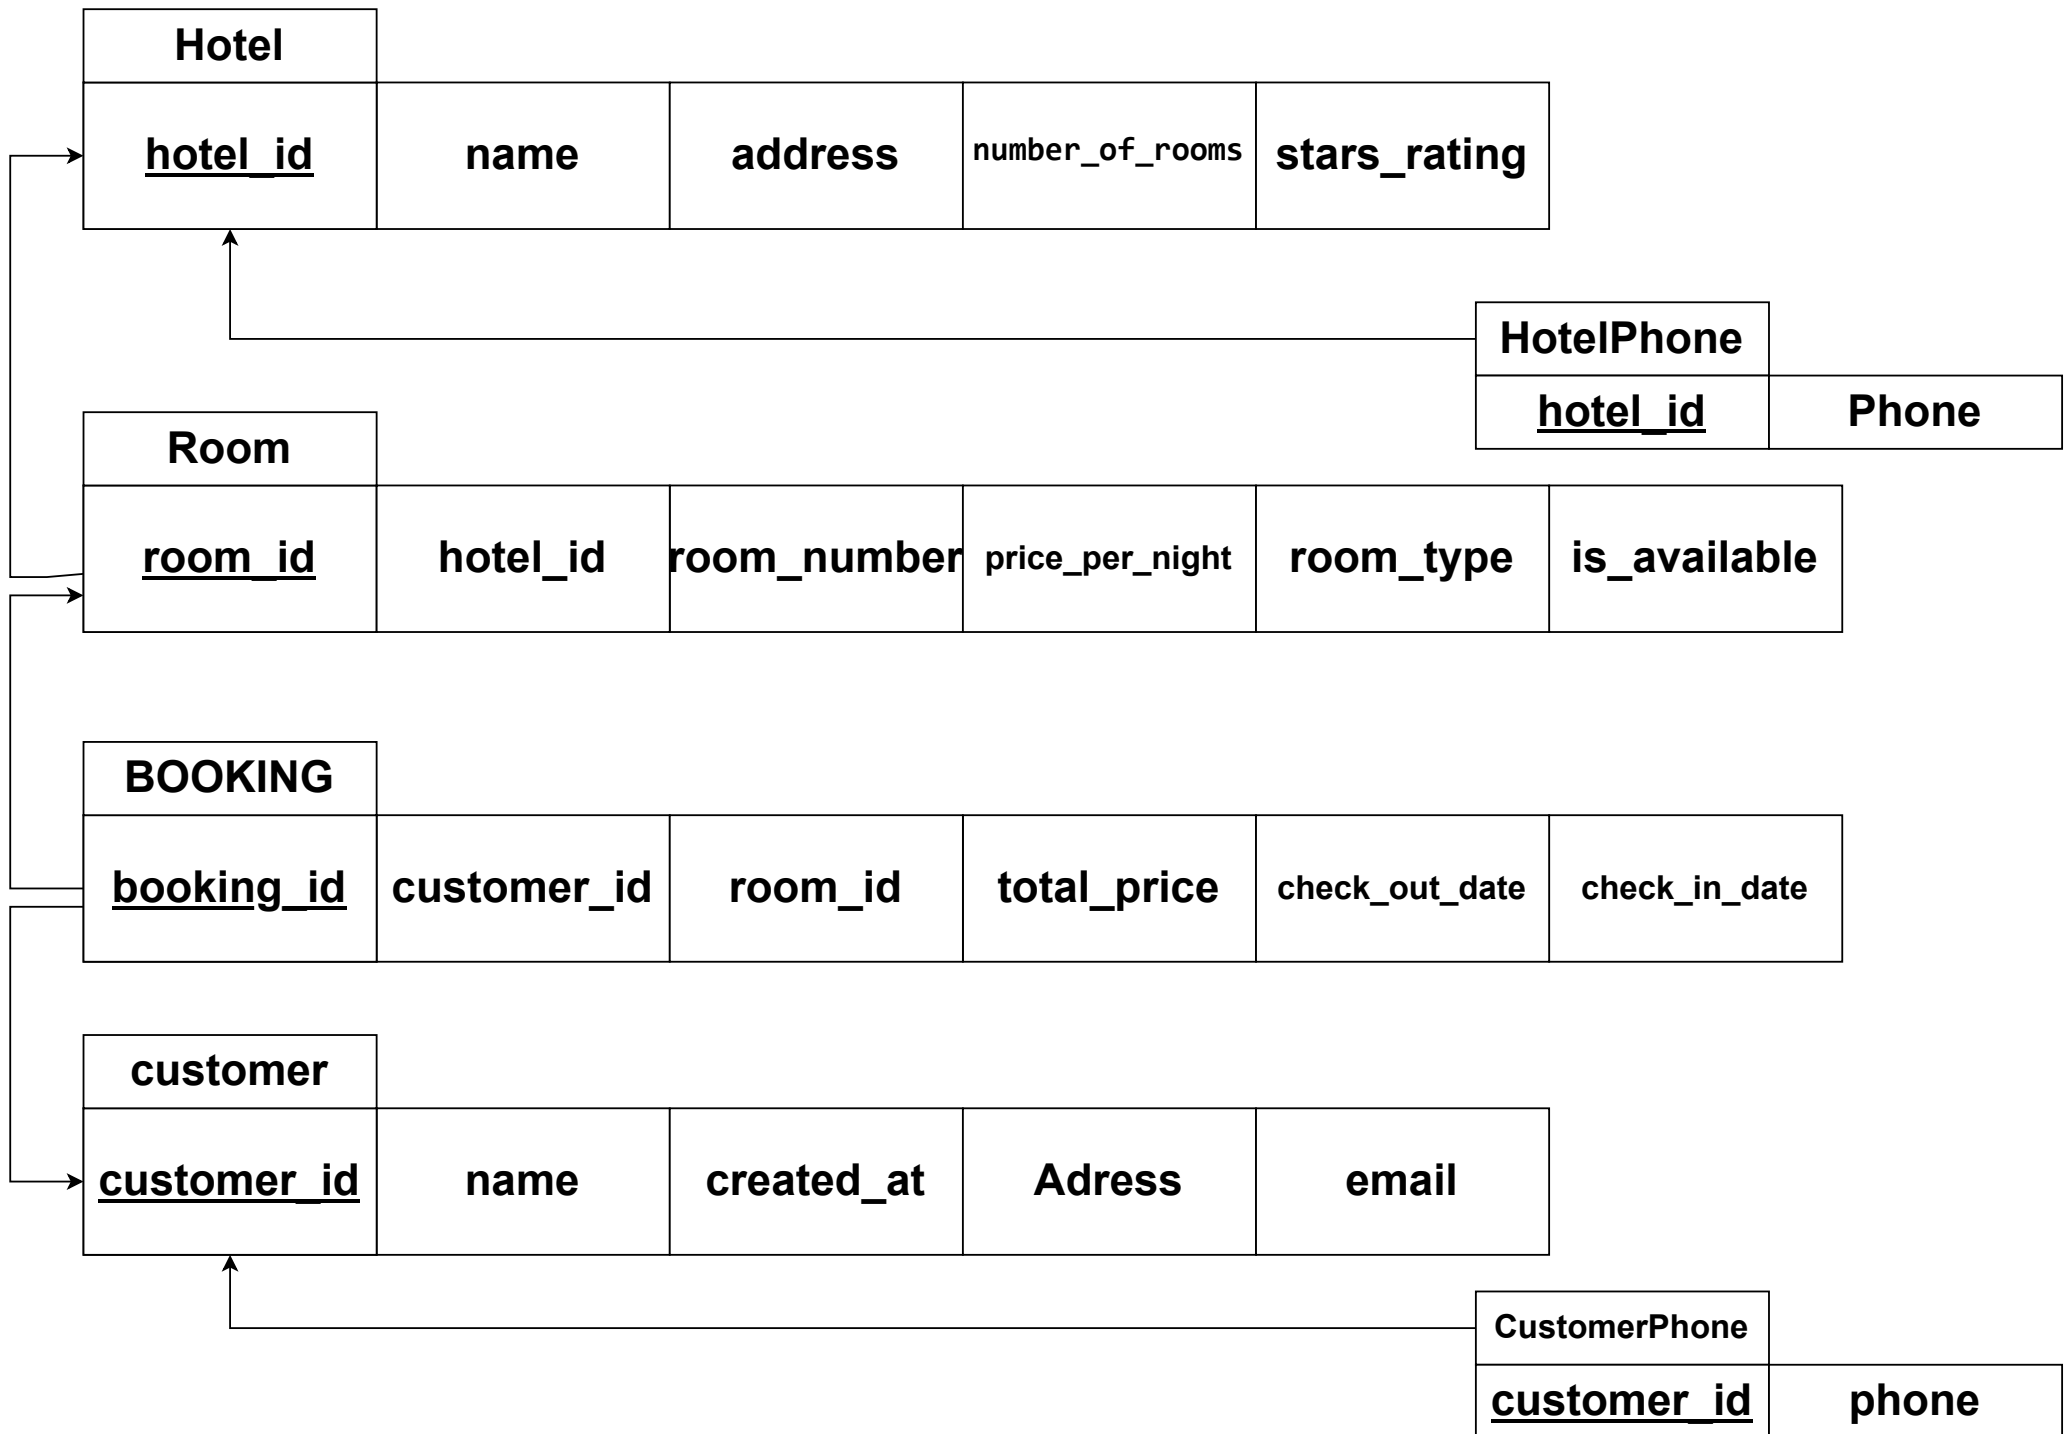 Hotel
hotel_id name address number_of_rooms stars_rating
HotelPhone
hotel_id Phone
Room
room_id hotel_id room_number price_per_night room_type is_available
BOOKING
booking_id customer_id room_id total_price check_out_date check_in_date
customer
customer_id name created_at Adress email
CustomerPhone
customer_id phone